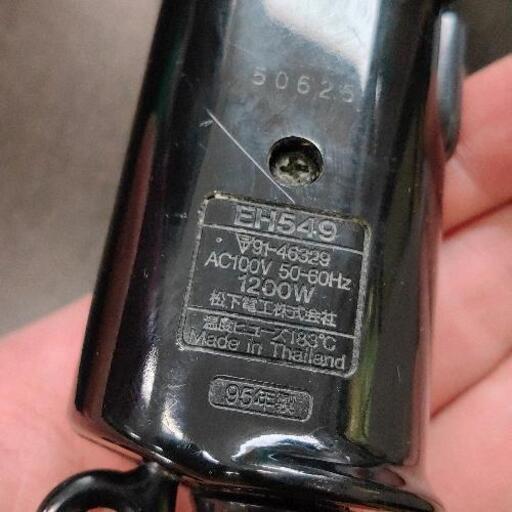 50625
EH549
91-46329
AC100V 50-60Hz
1200W
松下電工株式会社
温度ヒューズ183℃
Made in Thailand
95年製